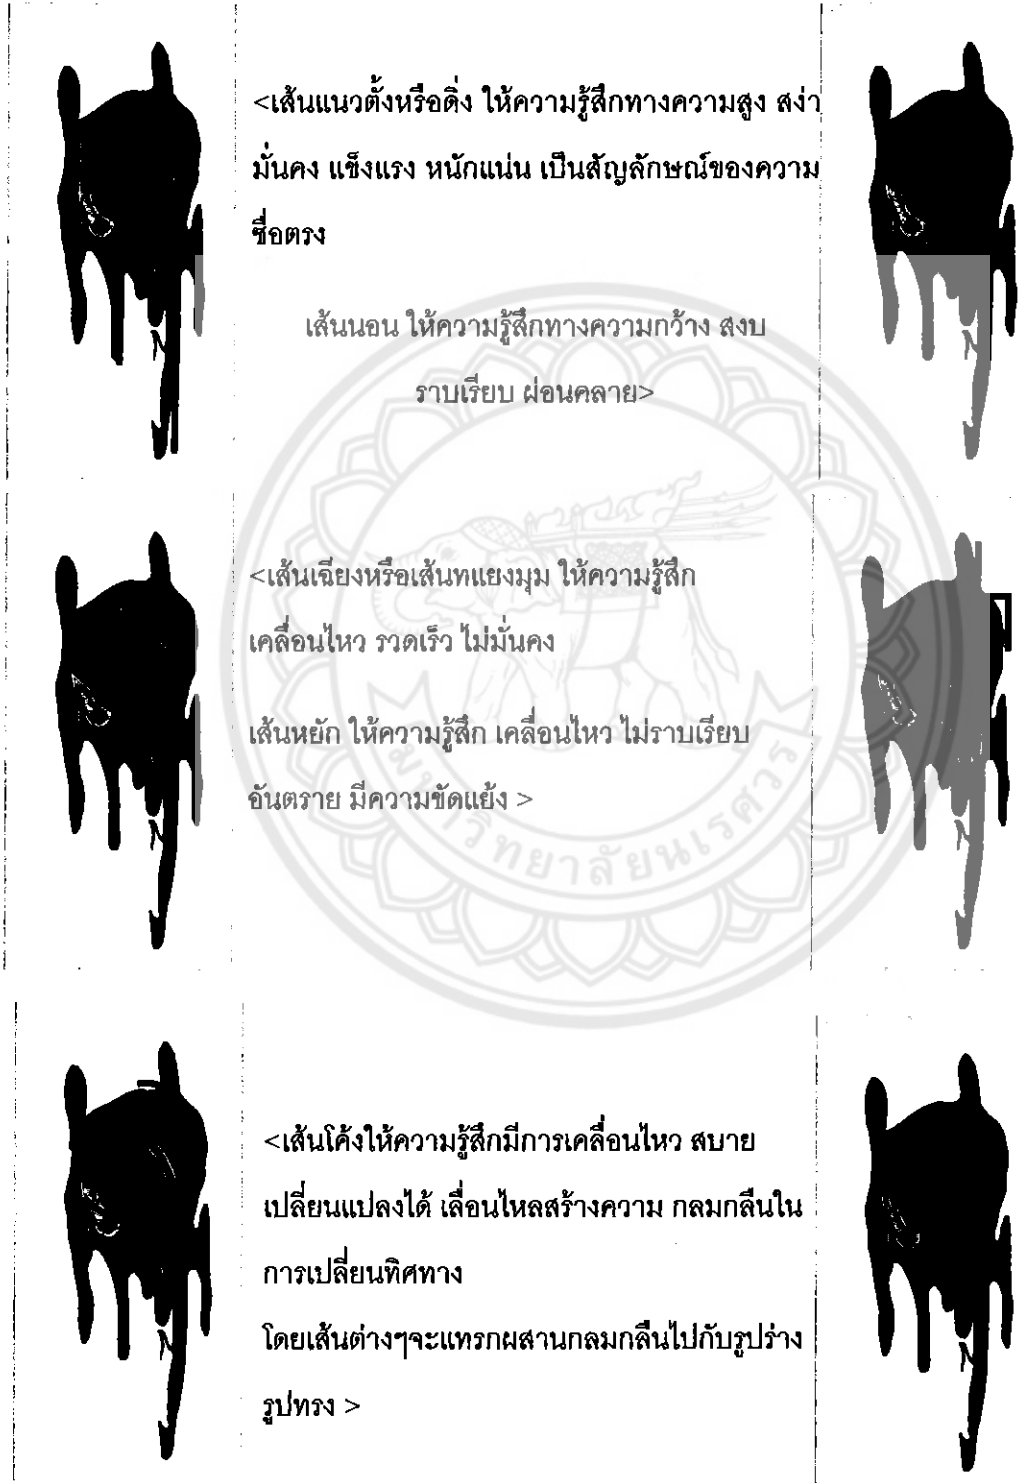 <เส้นแนวตั้งหรือดิ่ง ให้ความรู้สึกทางความสูง สง่า
มั่นคง แข็งแรง หนักแน่น เป็นสัญลักษณ์ของความ
ซื่อตรง
เส้นนอน ให้ความรู้สึกทางความกว้าง สงบ
ราบเรียบ ผ่อนคลาย>
<เส้นเฉียงหรือเส้นทแยงมุม ให้ความรู้สึก
เคลื่อนไหว รวดเร็ว ไม่มั่นคง
เส้นหยัก ให้ความรู้สึก เคลื่อนไหว ไม่ราบเรียบ
อันตราย มีความขัดแย้ง >
มหาวิทยาลัยนเรศวร
<เส้นโค้งให้ความรู้สึกมีการเคลื่อนไหว สบาย
เปลี่ยนแปลงได้ เลื่อนไหลสร้างความ กลมกลืนใน
การเปลี่ยนทิศทาง
โดยเส้นต่างๆจะแทรกผสานกลมกลืนไปกับรูปร่าง
รูปทรง >